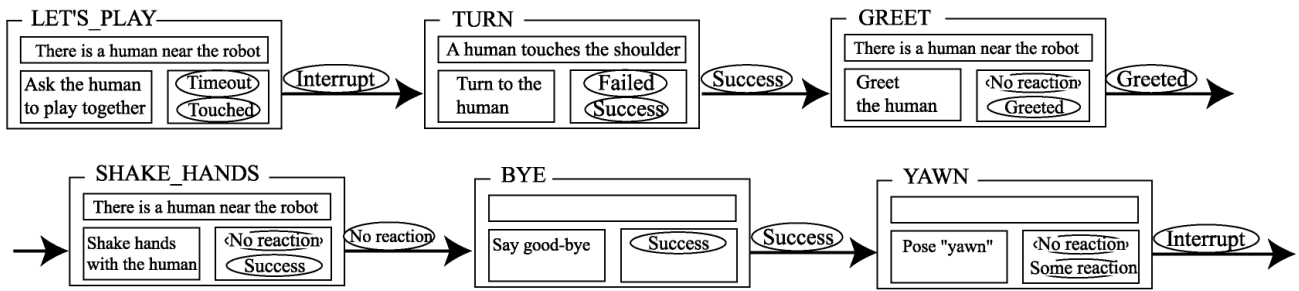 LET'S_PLAY
There is a human near the robot
Ask the human
to play together
Timeout
Touched
Interrupt
TURN
A human touches the shoulder
Turn to the
human
Failed
Success
Success
GREET
There is a human near the robot
Greet
the human
No reaction
Greeted
Greeted
SHAKE_HANDS
There is a human near the robot
Shake hands
with the human
No reaction
Success
No reaction
BYE
Say good-bye
Success
Success
YAWN
Pose "yawn"
No reaction
Some reaction
Interrupt